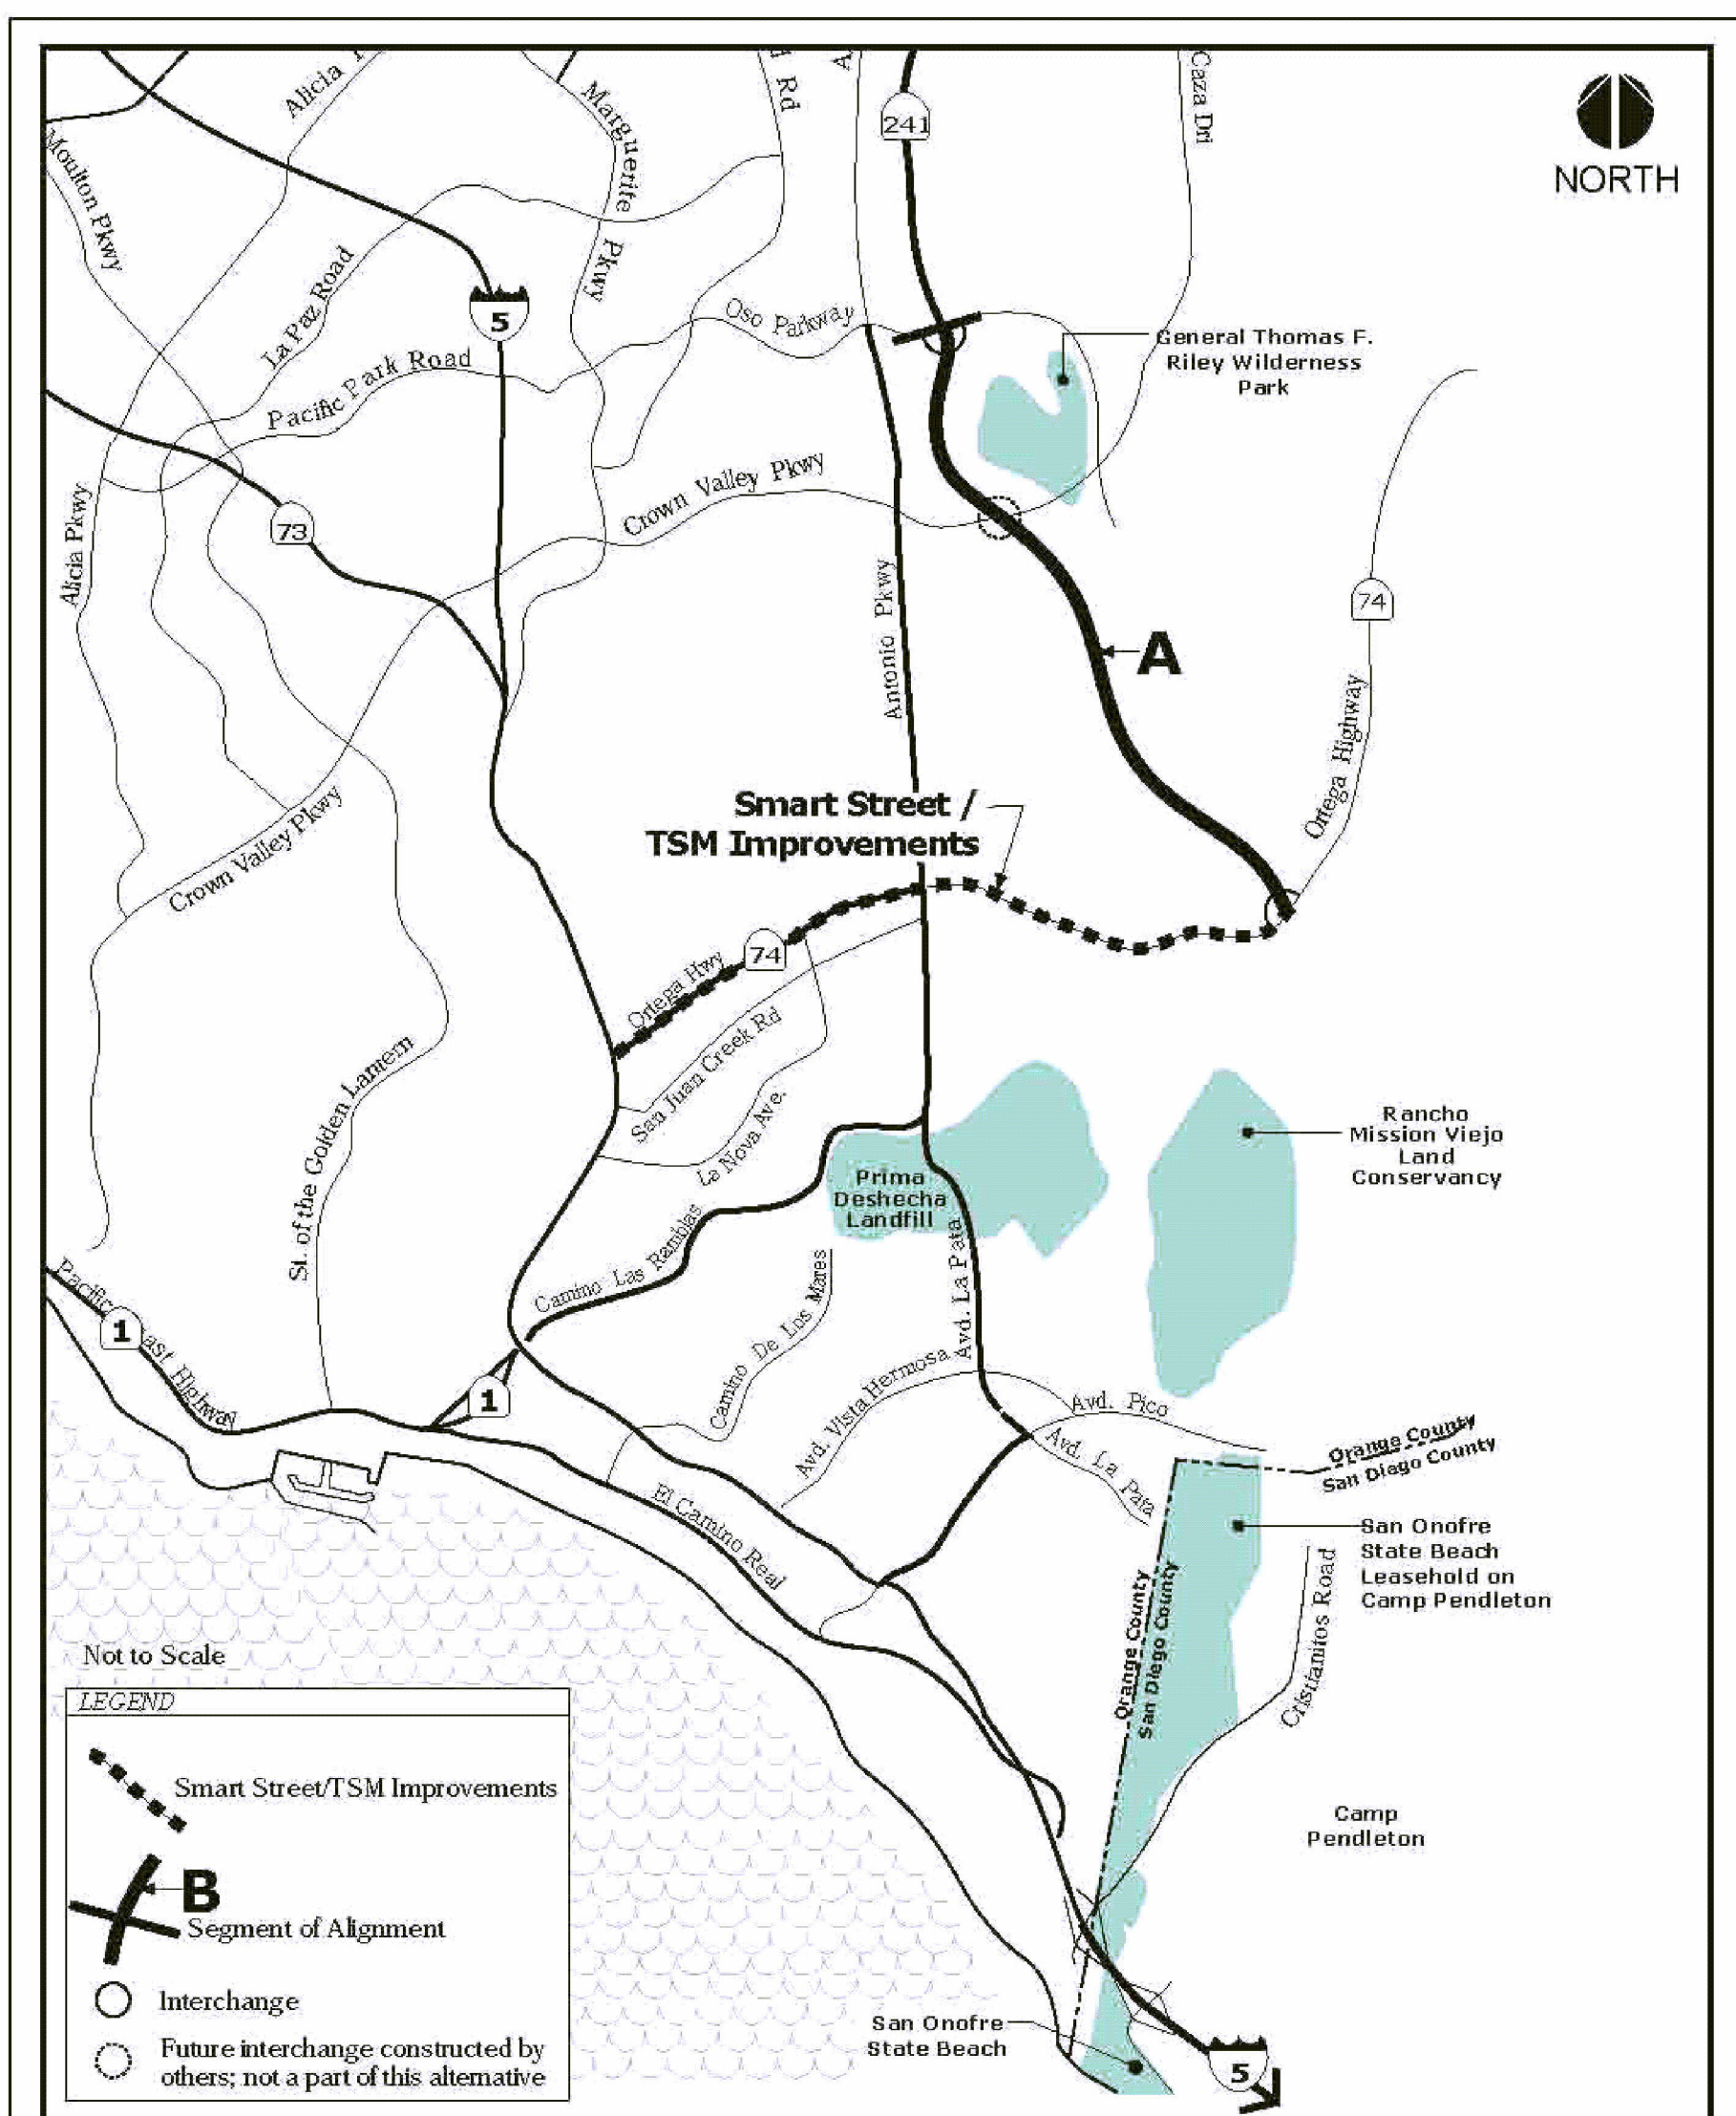 Alicia
Marguerite
Pkwy
Rd
241
Caza Dri
NORTH
Moulton Pkwy
La Paz Road
5
Oso Parkway
General Thomas F.
Riley Wilderness
Park
Pacific Park Road
Crown Valley Pkwy
73
Alicia Pkwy
Antonio Pkwy
74
A
Ortega Highway
Smart Street /
TSM Improvements
Crown Valley Pkwy
74
Ortega Hwy
San Juan Creek Rd
La Nova Ave.
St. of the Golden Lantern
Rancho
Mission Viejo
Land
Conservancy
Prima
Deshecha
Landfill
Camino Las Ramblas
Avd. La Pata
Camino De Los Mares
Pacific
1
ast Highway
1
Avd. Vista Hermosa
Avd. Pico
Avd. La Pata
Orange County
San Diego County
El Camino Real
San Onofre
State Beach
Leasehold on
Camp Pendleton
Orange County
San Diego County
Cristianitos Road
Camp
Pendleton
Not to Scale
LEGEND
Smart Street/TSM Improvements
B
Segment of Alignment
Interchange
Future interchange constructed by
others; not a part of this alternative
San Onofre
State Beach
5